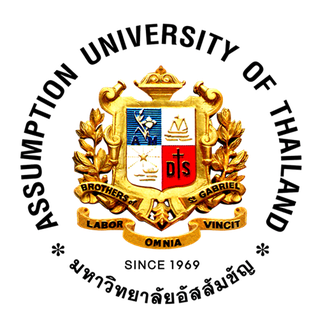 ASSUMPTION UNIVERSITY OF THAILAND
A M
D S
BROTHERS of St GABRIEL
LABOR OMNIA VINCIT
SINCE 1969
* มหาวิทยาลัยอัสสัมชัญ *